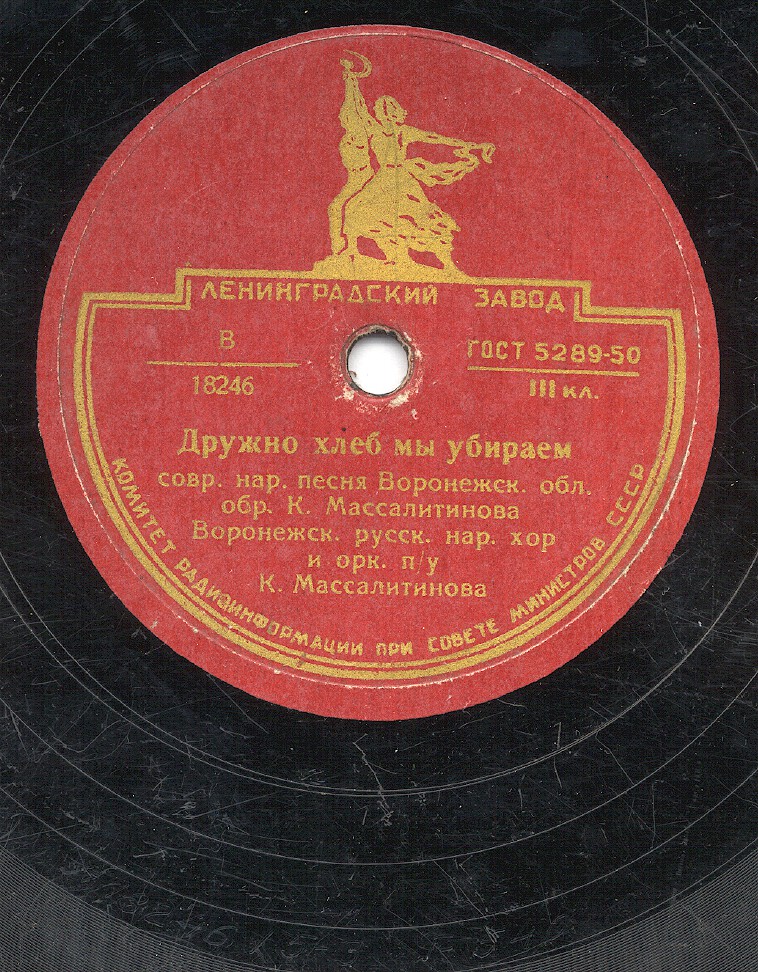 ЛЕНИНГРАДСКИЙ ЗАВОД
В
18246
ГОСТ 5289-50
III кл.
Дружно хлеб мы убираем
совр. нар. песня Воронежск. обл.
обр. К. Массалитинова
Воронежск. русск. нар. хор
и орк. п/у
К. Массалитинова
КОМИТЕТ РАДИОИНФОРМАЦИИ ПРИ СОВЕТЕ МИНИСТРОВ СССР